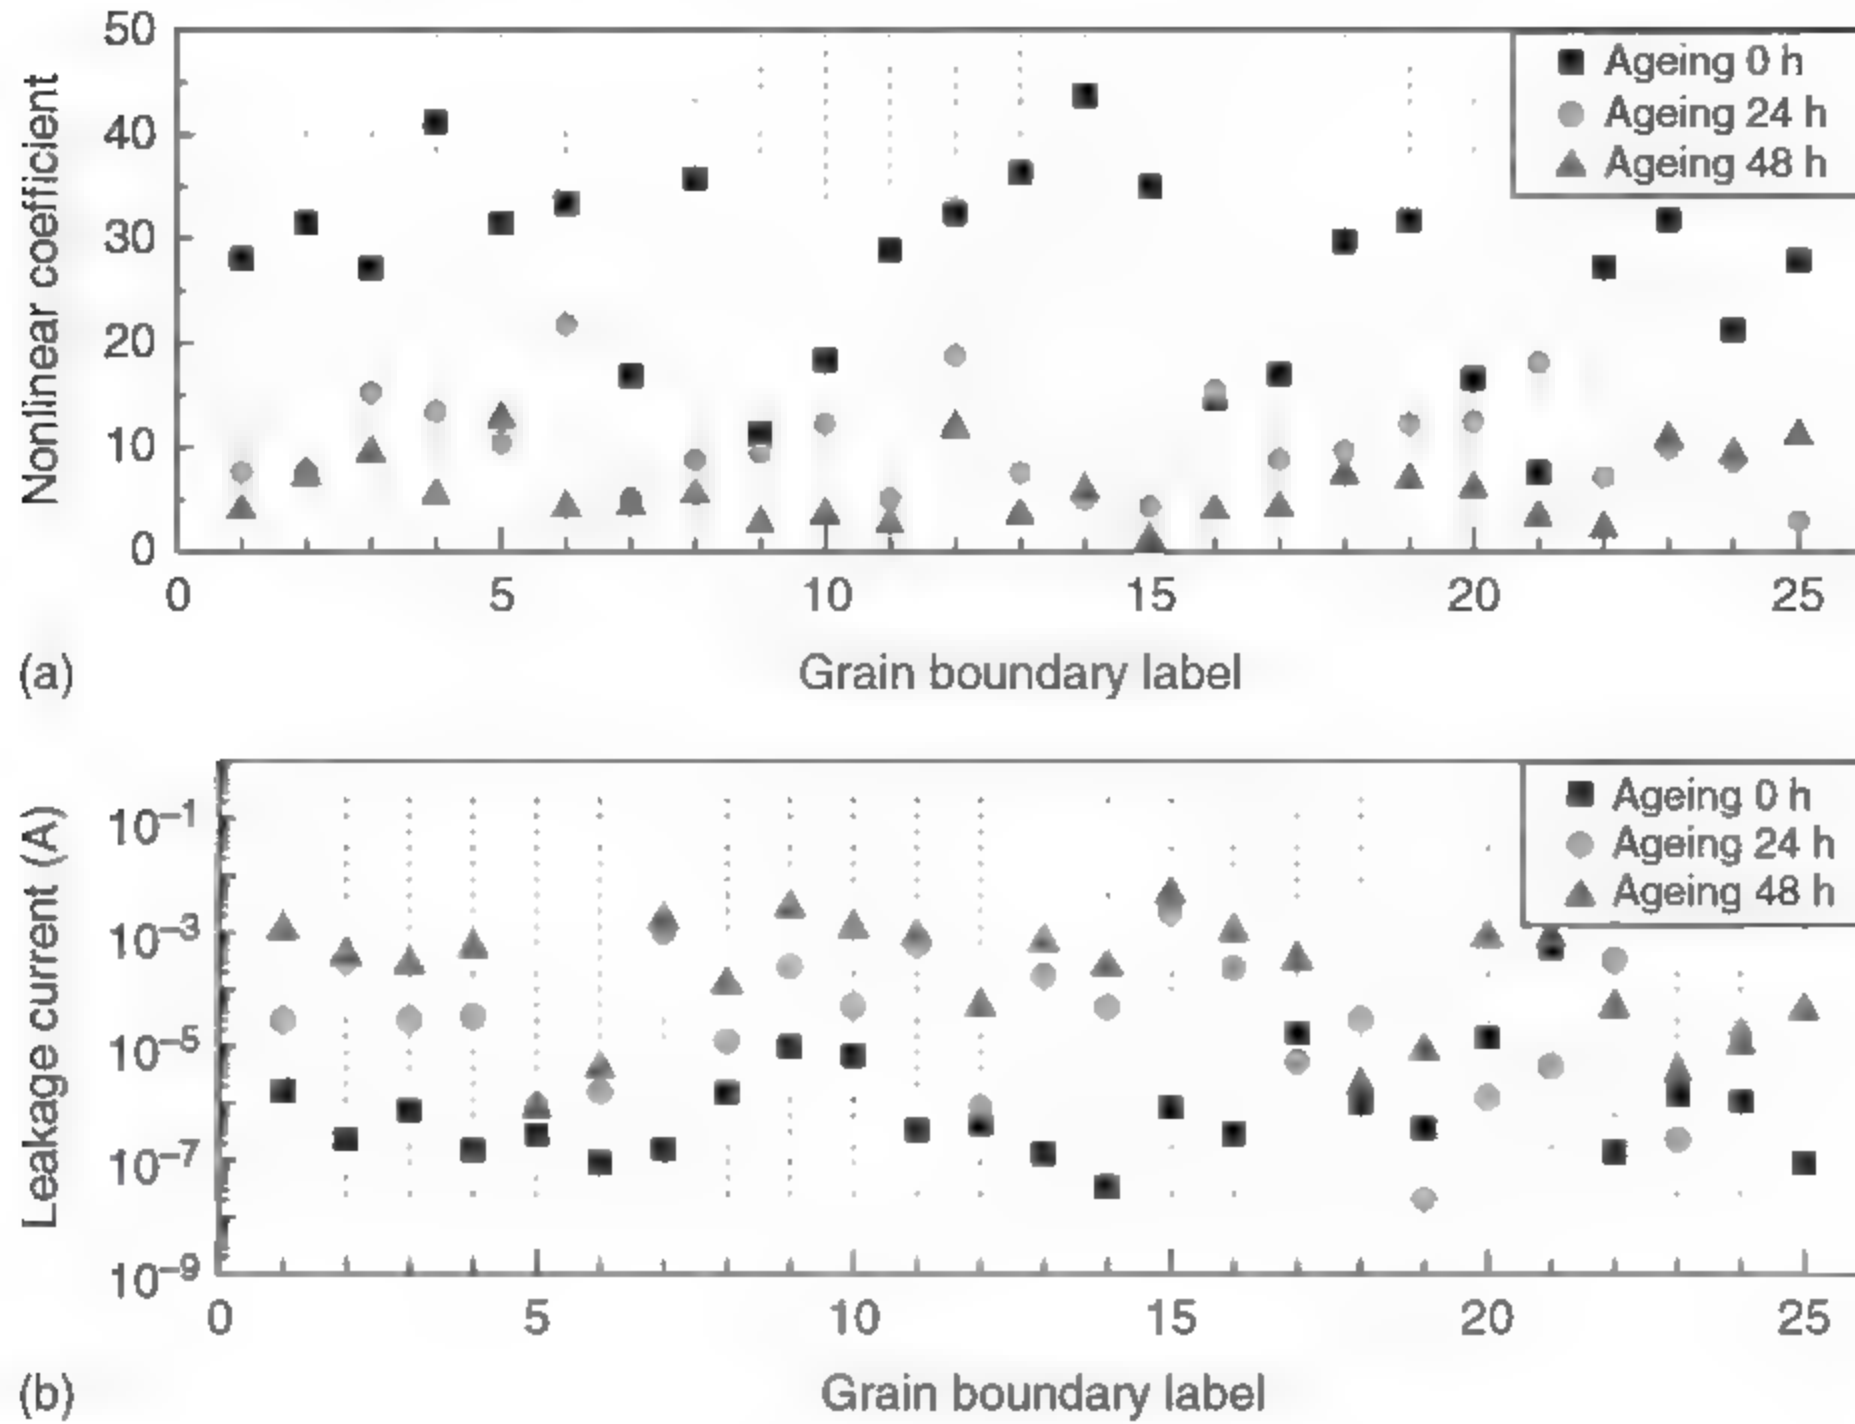 50
40
30
20
10
0
Nonlinear coefficient
Ageing 0 h
Ageing 24 h
Ageing 48 h
0 5 10 15 20 25
Grain boundary label
(a)
10⁻¹
10⁻³
10⁻⁵
10⁻⁷
10⁻⁹
Leakage current (A)
Ageing 0 h
Ageing 24 h
Ageing 48 h
0 5 10 15 20 25
Grain boundary label
(b)